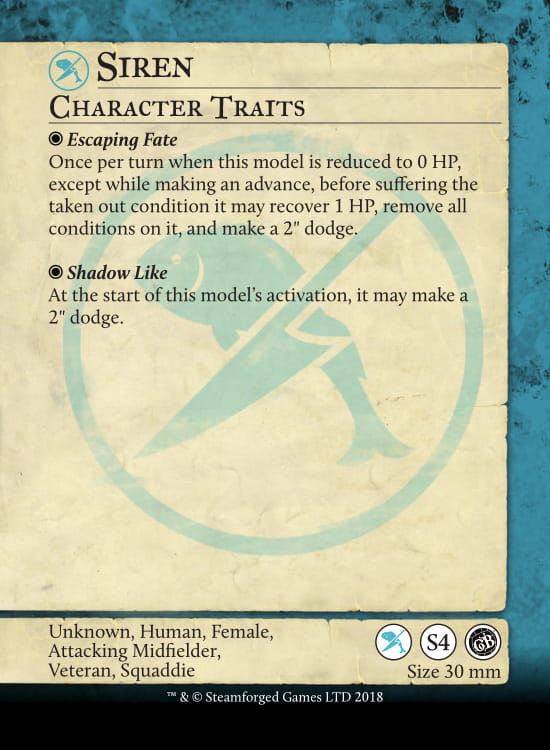 Siren
Character Traits
Escaping Fate
Once per turn when this model is reduced to 0 HP,
except while making an advance, before suffering the
taken out condition it may recover 1 HP, remove all
conditions on it, and make a 2" dodge.
Shadow Like
At the start of this model's activation, it may make a
2" dodge.
Unknown, Human, Female,
Attacking Midfielder,
Veteran, Squaddie
S4
GB
Size 30 mm
™ & © Steamforged Games LTD 2018